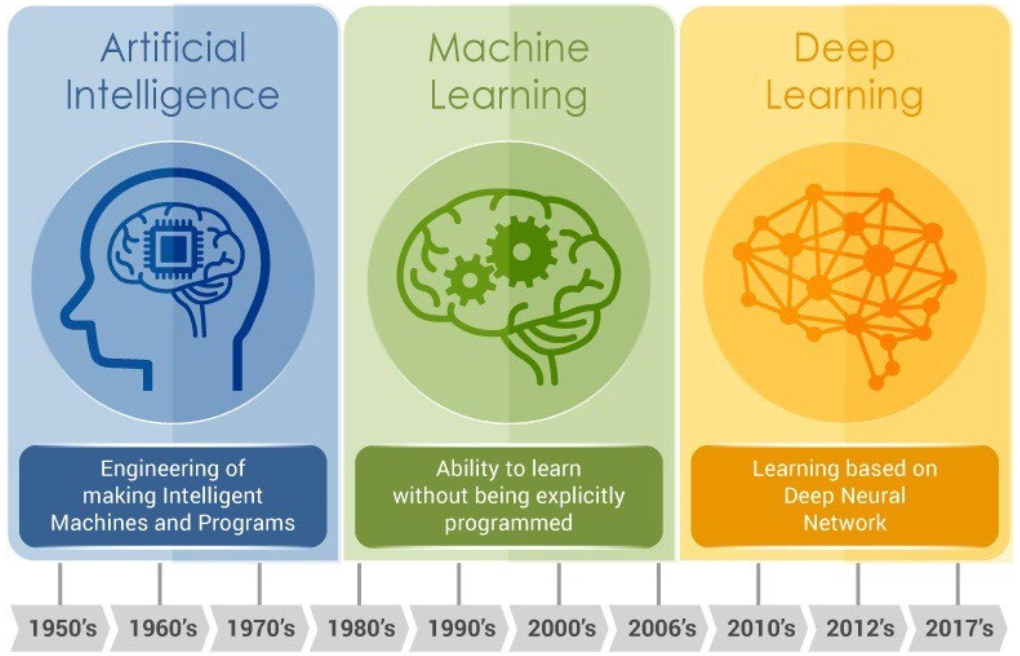 Artificial
Intelligence
Engineering of
making Intelligent
Machines and Programs
Machine
Learning
Ability to learn
without being explicitly
programmed
Deep
Learning
Learning based on
Deep Neural
Network
1950's
1960's
1970's
1980's
1990's
2000's
2006's
2010's
2012's
2017's